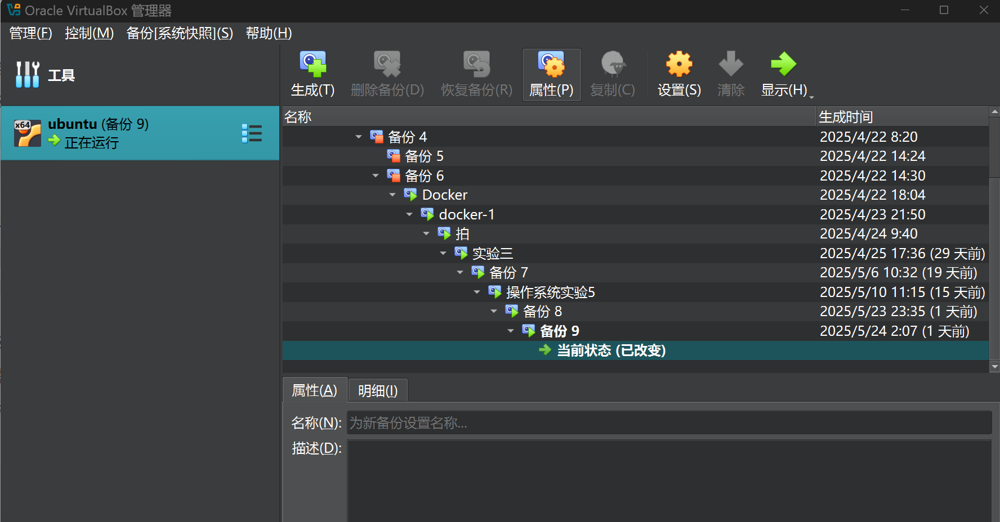 Oracle VirtualBox 管理器
管理(F) 控制(M) 备份[系统快照](S) 帮助(H)
工具
生成(T) 删除备份(D) 恢复备份(R) 属性(P) 复制(C) 设置(S) 清除 显示(H)
x64
ubuntu (备份 9)
正在运行
名称 生成时间
备份 4 2025/4/22 8:20
备份 5 2025/4/22 14:24
备份 6 2025/4/22 14:30
Docker 2025/4/22 18:04
docker-1 2025/4/23 21:50
拍 2025/4/24 9:40
实验三 2025/4/25 17:36 (29 天前)
备份 7 2025/5/6 10:32 (19 天前)
操作系统实验5 2025/5/10 11:15 (15 天前)
备份 8 2025/5/23 23:35 (1 天前)
备份 9 2025/5/24 2:07 (1 天前)
当前状态 (已改变)
属性(A) 明细(I)
名称(N): 为新备份设置名称...
描述(D):